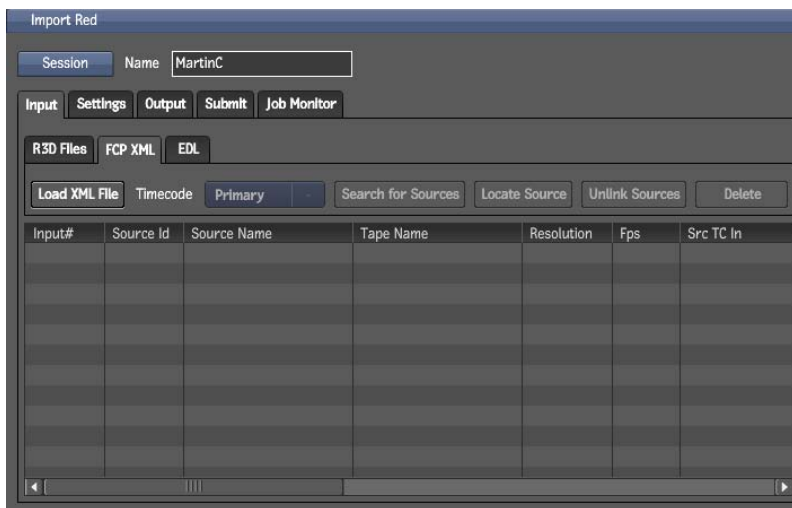 Import Red
Session Name MartinC
Input Settings Output Submit Job Monitor
R3D Files FCP XML EDL
Load XML File Timecode Primary Search for Sources Locate Source Unlink Sources Delete
Input# Source Id Source Name Tape Name Resolution Fps Src TC In